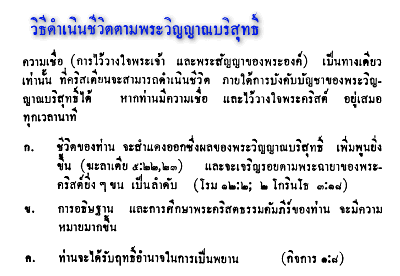 วิธีดำเนินชีวิตตามพระวิญญาณบริสุทธิ์
ความเชื่อ (การไว้วางใจพระเจ้า และพระสัญญาของพระองค์) เป็นทางเดียว
เท่านั้น ที่คริสเตียนจะสามารถดำเนินชีวิต ภายใต้การบังคับบัญชาของพระวิญ-
ญาณบริสุทธิ์ได้ หากท่านมีความเชื่อ และไว้วางใจพระคริสต์ อยู่เสมอ
ทุกเวลานาที
ก. ชีวิตของท่าน จะสำแดงออกซึ่งผลของพระวิญญาณบริสุทธิ์ เพิ่มพูนยิ่ง
ขึ้น (ฆะลาเตีย ๕:๒๒,๒๓) และจะเจริญรอยตามพระฉายาของพระ-
คริสต์ยิ่ง ๆ ขน เป็นลำดับ (โรม ๑๒:๒; ๒ โกรินโธ ๓:๑๘)
ข. การอธิษฐาน และการศึกษาพระคริสตธรรมคัมภีร์ของท่าน จะมีความ
หมายมากขึ้น
ค. ท่านจะได้รับฤทธิ์อำนาจในการเป็นพยาน (กิจการ ๑:๘)